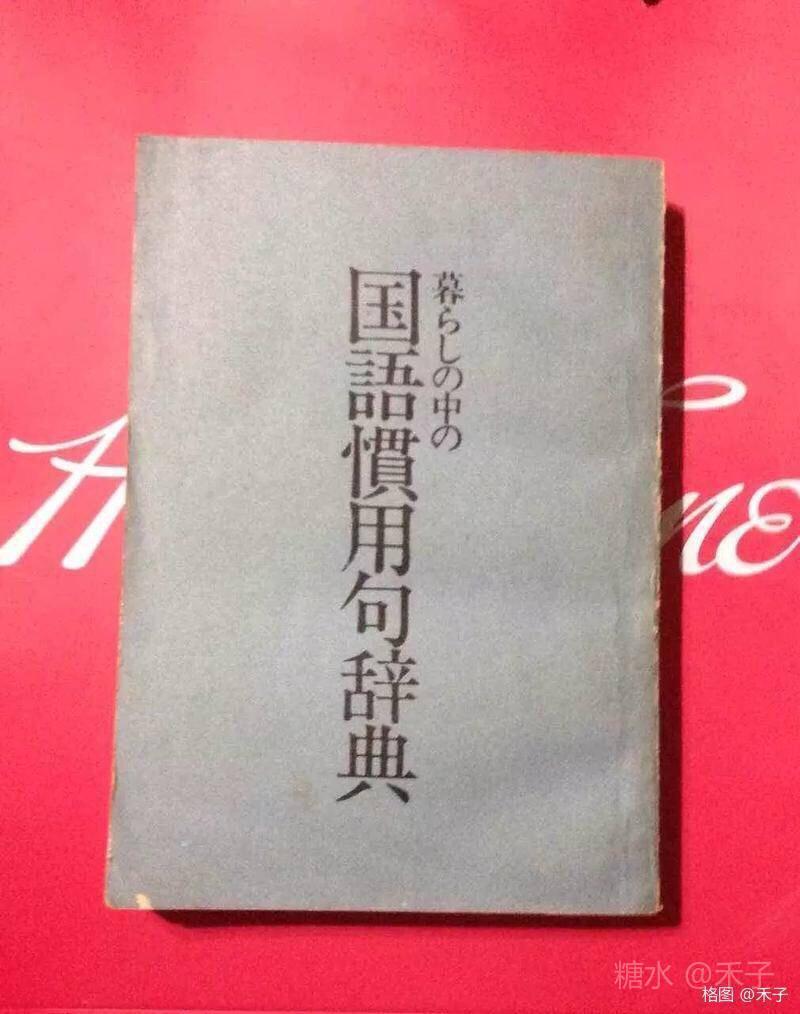 暮らしの中の
国語慣用句辞典
糖水 @禾子
格图 @禾子